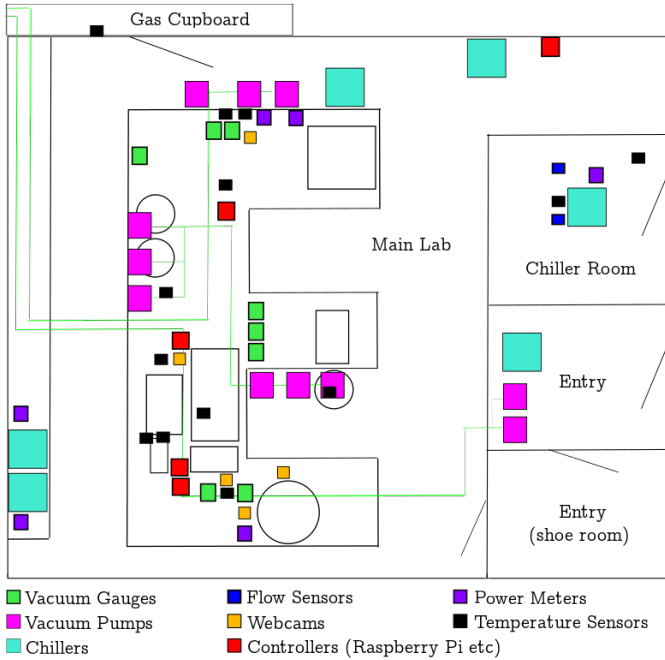 Gas Cupboard
Main Lab
Chiller Room
Entry
Entry
(shoe room)
Vacuum Gauges
Flow Sensors
Power Meters
Vacuum Pumps
Webcams
Temperature Sensors
Chillers
Controllers (Raspberry Pi etc)